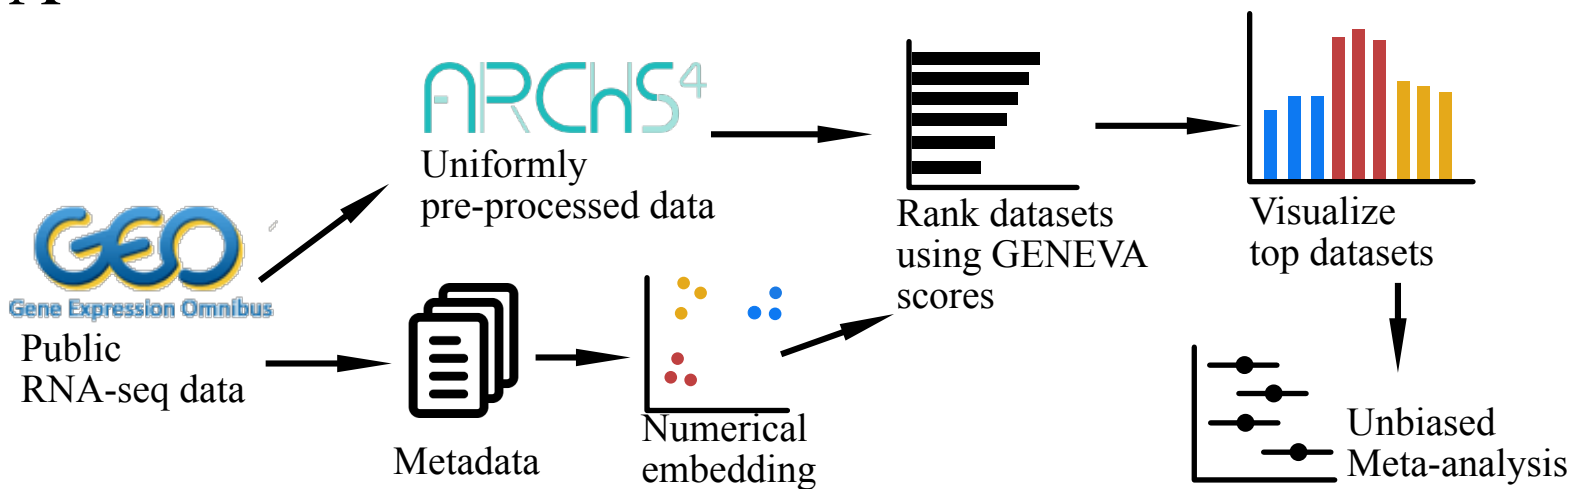 ARCHS4
Uniformly
pre-processed data
GEO
Gene Expression Omnibus
Public
RNA-seq data
Metadata
Numerical
embedding
Rank datasets
using GENEVA
scores
Visualize
top datasets
Unbiased
Meta-analysis